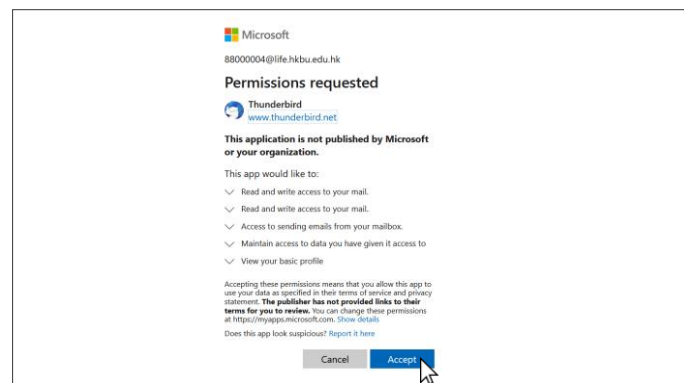 Microsoft
88000004@life.hkbu.edu.hk
Permissions requested
Thunderbird
www.thunderbird.net
This application is not published by Microsoft
or your organization.
This app would like to:
Read and write access to your mail.
Read and write access to your mail.
Access to sending emails from your mailbox.
Maintain access to data you have given it access to
View your basic profile
Accepting these permissions means that you allow this app to
use your data as specified in their terms of service and privacy
statement. The publisher has not provided links to their
terms for you to review. You can change these permissions
at https://myapps.microsoft.com. Show details
Does this app look suspicious? Report it here
Cancel Accept